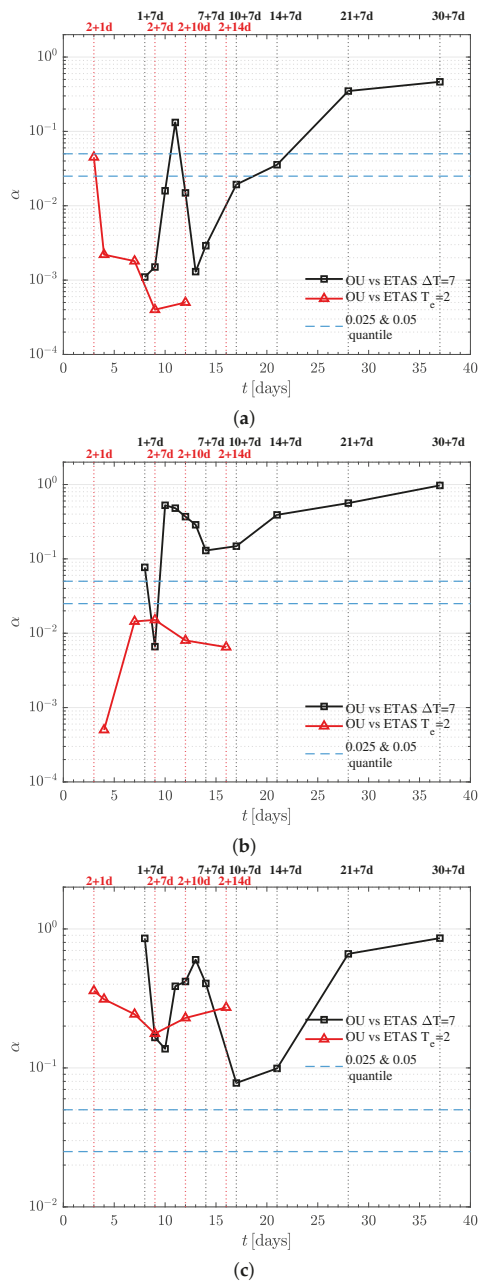 1+7d 7+7d 10+7d 14+7d 21+7d 30+7d
2+1d 2+7d 2+10d 2+14d
10^0
10^-1
10^-2
10^-3
10^-4
α
OU vs ETAS ΔT=7
OU vs ETAS T_e=2
0.025 & 0.05
quantile
0 5 10 15 20 25 30 35 40
t [days]
(a)
1+7d 7+7d 10+7d 14+7d 21+7d 30+7d
2+1d 2+7d 2+10d 2+14d
10^0
10^-1
10^-2
10^-3
10^-4
α
OU vs ETAS ΔT=7
OU vs ETAS T_e=2
0.025 & 0.05
quantile
0 5 10 15 20 25 30 35 40
t [days]
(b)
1+7d 7+7d 10+7d 14+7d 21+7d 30+7d
2+1d 2+7d 2+10d 2+14d
10^0
10^-1
10^-2
α
OU vs ETAS ΔT=7
OU vs ETAS T_e=2
0.025 & 0.05
quantile
0 5 10 15 20 25 30 35 40
t [days]
(c)